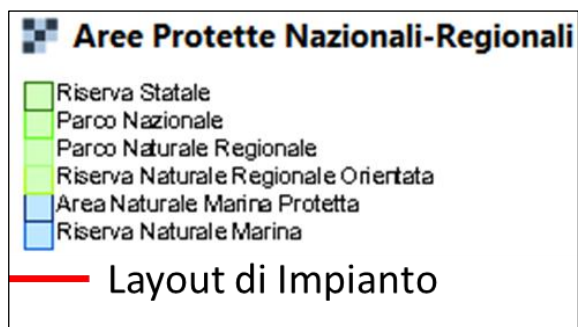 Aree Protette Nazionali-Regionali
Riserva Statale
Parco Nazionale
Parco Naturale Regionale
Riserva Naturale Regionale Orientata
Area Naturale Marina Protetta
Riserva Naturale Marina
Layout di Impianto